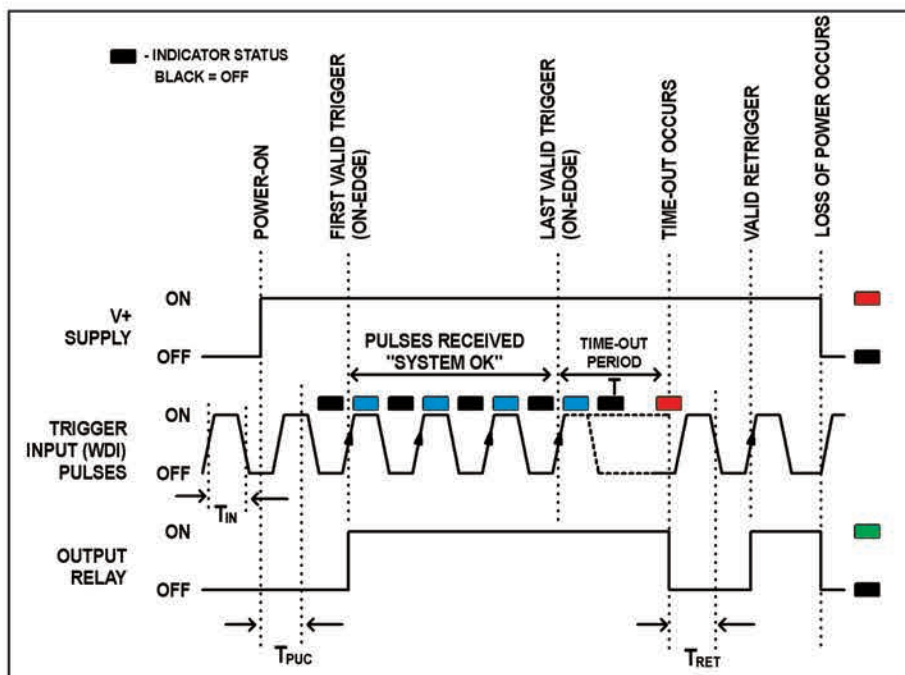 - INDICATOR STATUS
BLACK = OFF
POWER-ON
FIRST VALID TRIGGER
(ON-EDGE)
LAST VALID TRIGGER
(ON-EDGE)
TIME-OUT OCCURS
VALID RETRIGGER
LOSS OF POWER OCCURS
V+
SUPPLY
ON
OFF
PULSES RECEIVED
"SYSTEM OK"
TIME-OUT
PERIOD
T
TRIGGER
INPUT (WDI)
PULSES
ON
OFF
TIN
OUTPUT
RELAY
ON
OFF
TPUC
TRET